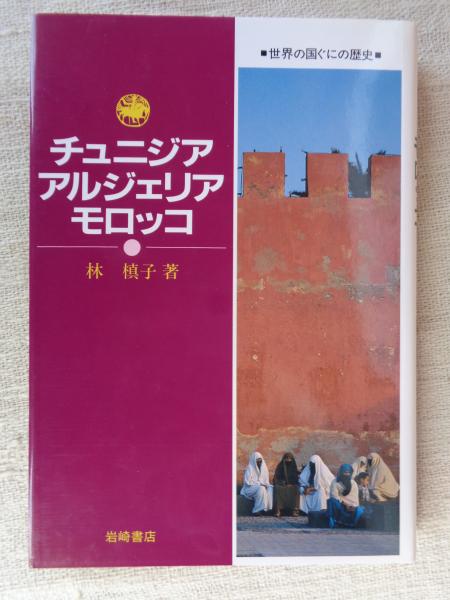 ■世界の国ぐにの歴史■
チュニジア
アルジェリア
モロッコ
林 槙子 著
岩崎書店